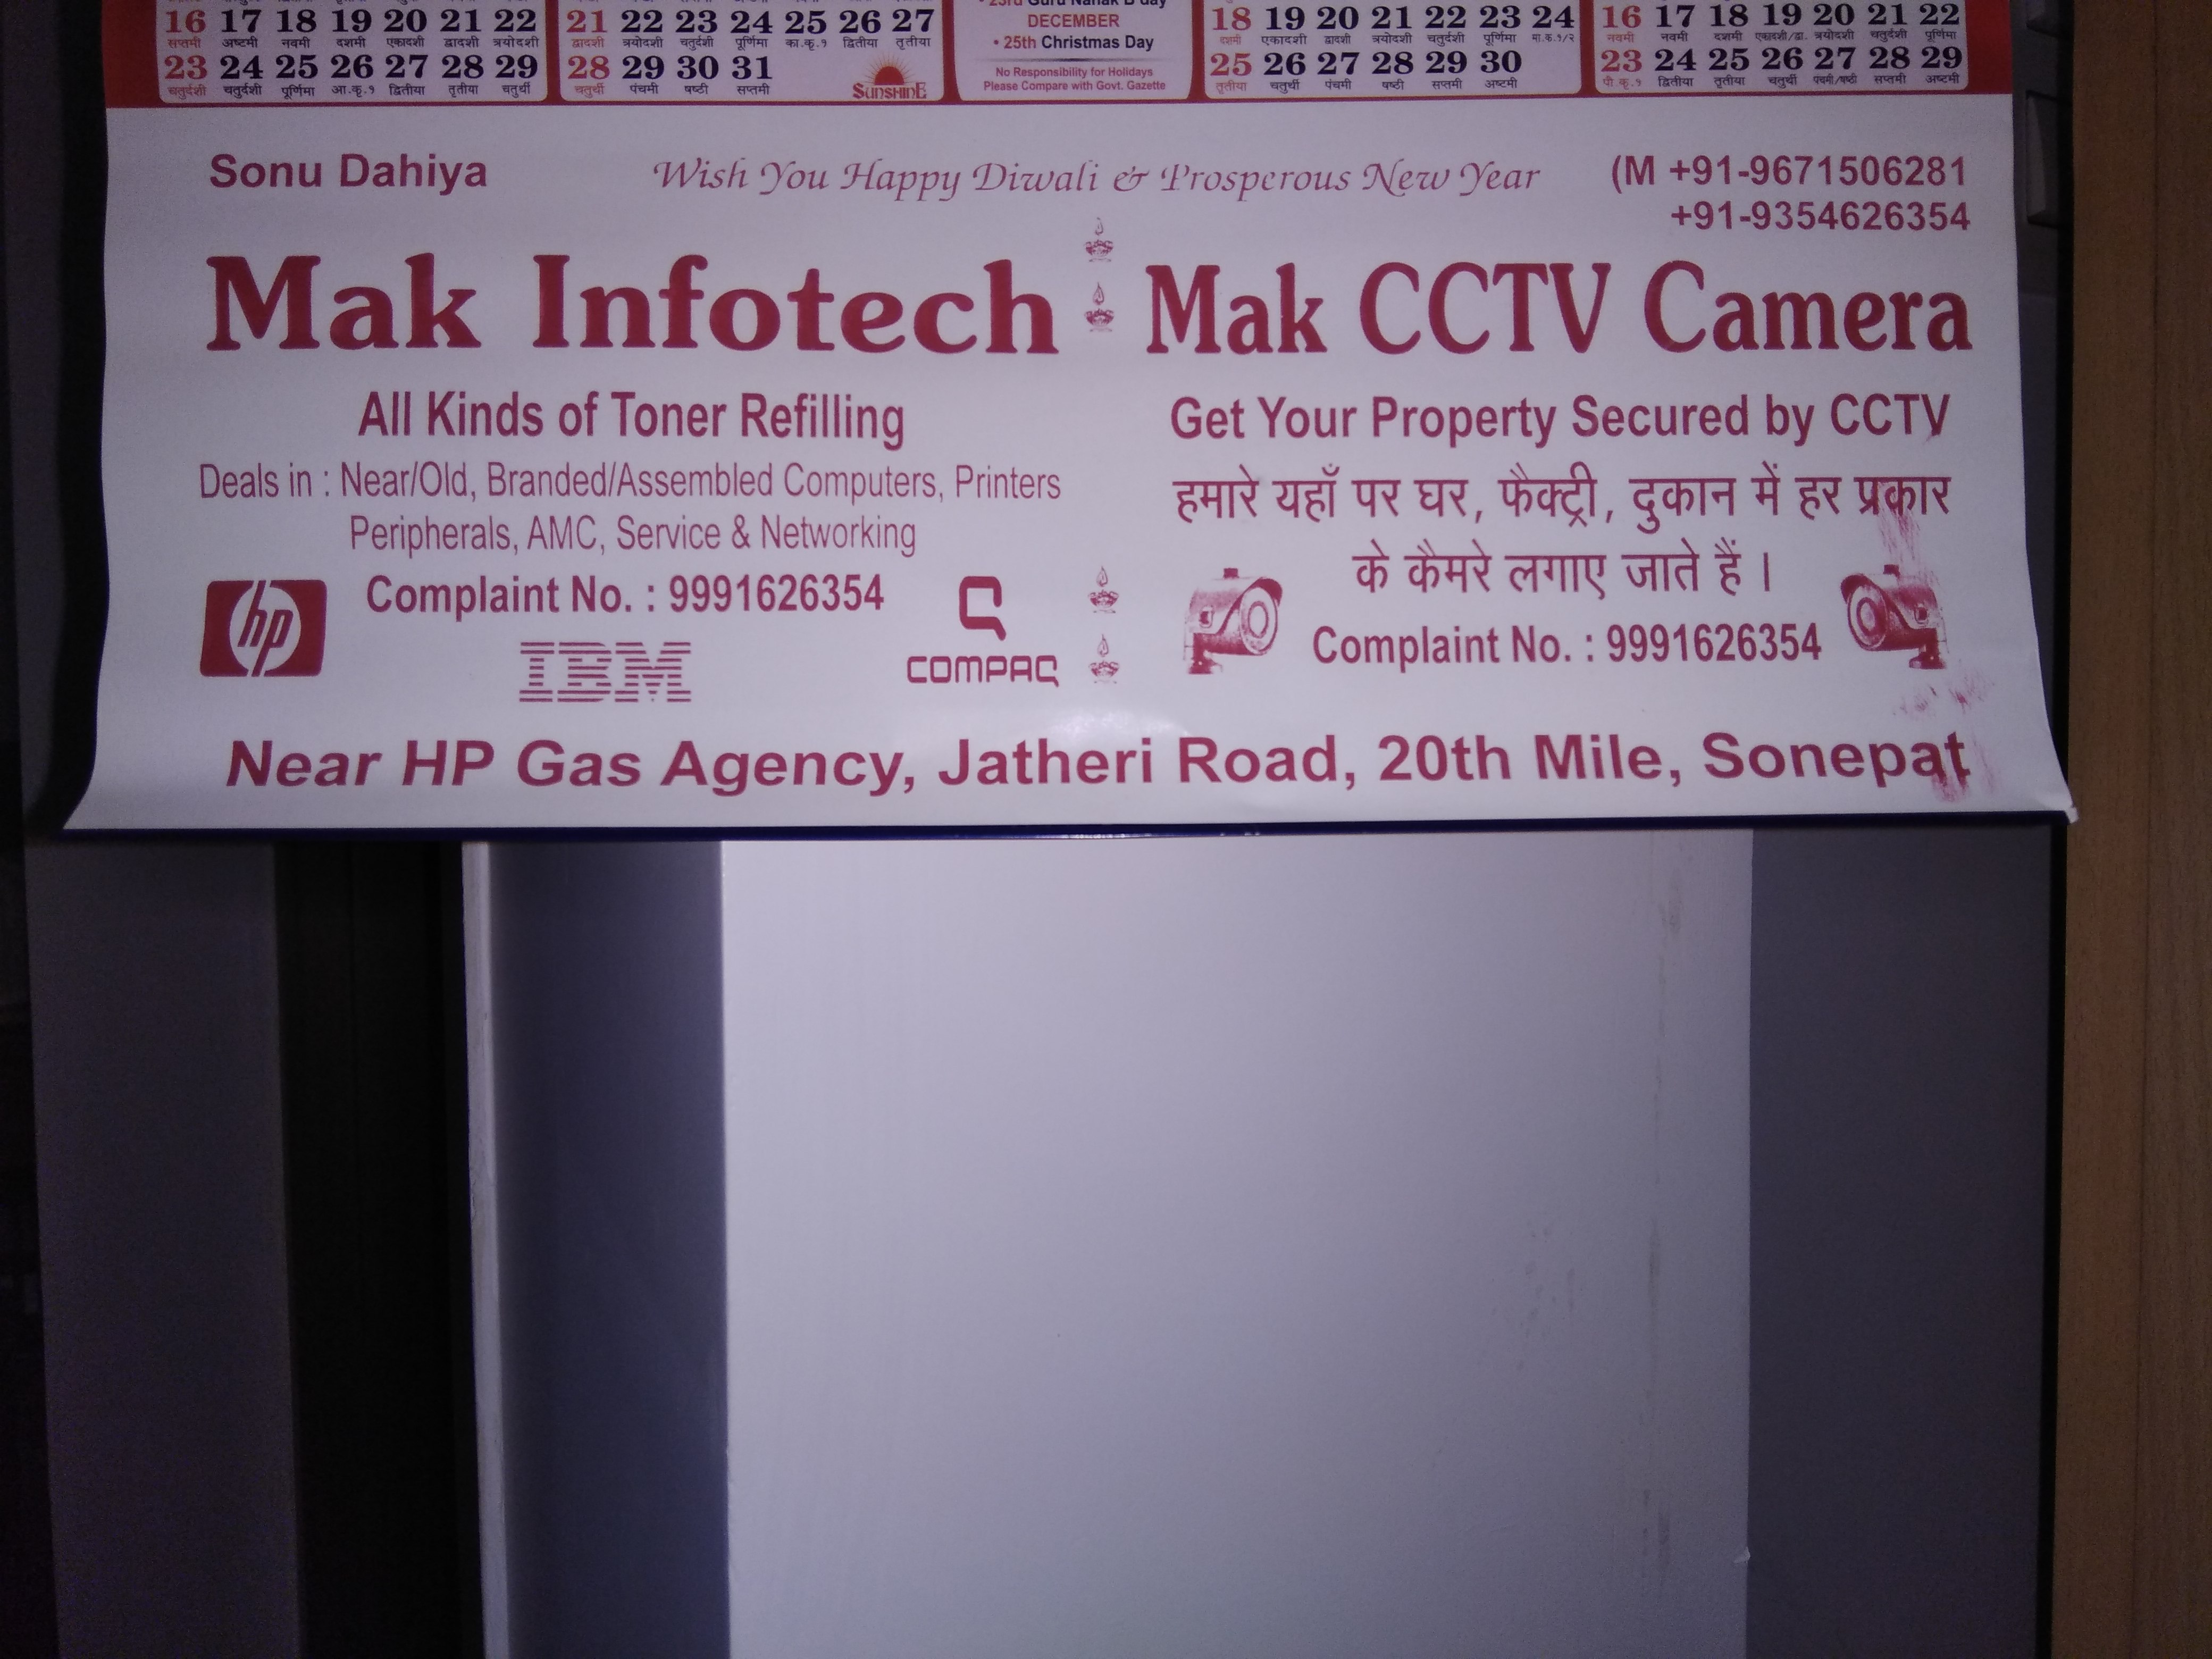 16 17 18 19 20 21 22
सप्तमी अष्टमी नवमी दशमी एकादशी द्वादशी त्रयोदशी
23 24 25 26 27 28 29
चतुर्दशी चतुर्दशी पूर्णिमा आ.कृ.१ द्वितीया तृतीया चतुर्थी
21 22 23 24 25 26 27
द्वादशी त्रयोदशी चतुर्दशी पूर्णिमा का.कृ.१ द्वितीया तृतीया
28 29 30 31
चतुर्थी पंचमी षष्ठी सप्तमी
SUNSHINE
• 23rd Guru Nanak B'day
DECEMBER
• 25th Christmas Day
No Responsibility for Holidays
Please Compare with Govt. Gazette
18 19 20 21 22 23 24
दशमी एकादशी द्वादशी त्रयोदशी चतुर्दशी पूर्णिमा मा.कृ.१/२
25 26 27 28 29 30
तृतीया चतुर्थी पंचमी षष्ठी सप्तमी अष्टमी
16 17 18 19 20 21 22
नवमी नवमी दशमी एकादशी/द्वा. त्रयोदशी चतुर्दशी पूर्णिमा
23 24 25 26 27 28 29
पौ.कृ.१ द्वितीया तृतीया चतुर्थी पंचमी/षष्ठी सप्तमी अष्टमी
Sonu Dahiya
Wish You Happy Diwali & Prosperous New Year
(M +91-9671506281
+91-9354626354
Mak Infotech
Mak CCTV Camera
All Kinds of Toner Refilling
Deals in : Near/Old, Branded/Assembled Computers, Printers
Peripherals, AMC, Service & Networking
Complaint No. : 9991626354
hp
IBM
COMPAQ
Get Your Property Secured by CCTV
हमारे यहाँ पर घर, फैक्ट्री, दुकान में हर प्रकार
के कैमरे लगाए जाते हैं ।
Complaint No. : 9991626354
Near HP Gas Agency, Jatheri Road, 20th Mile, Sonepat